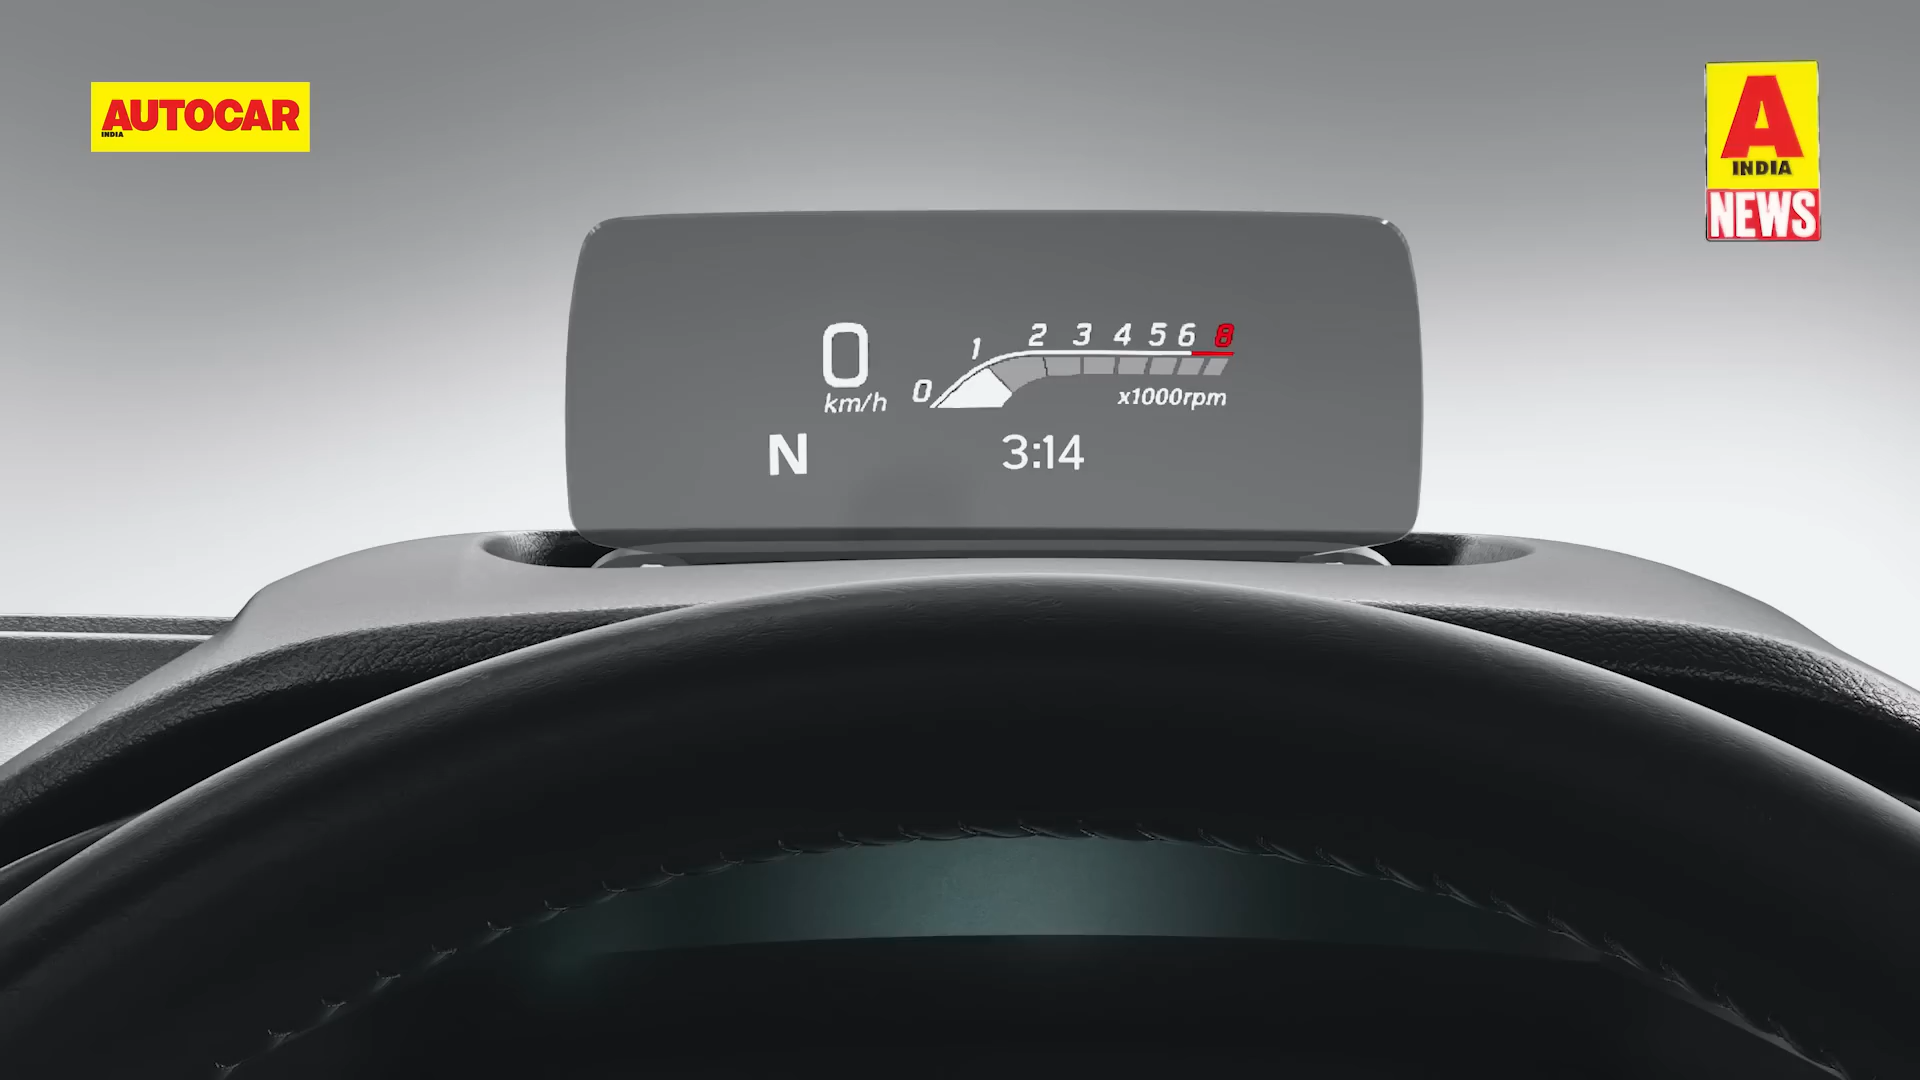 AUTOCAR
INDIA
A
INDIA
NEWS
0
km/h
0 1 2 3 4 5 6 8
x1000rpm
N
3:14